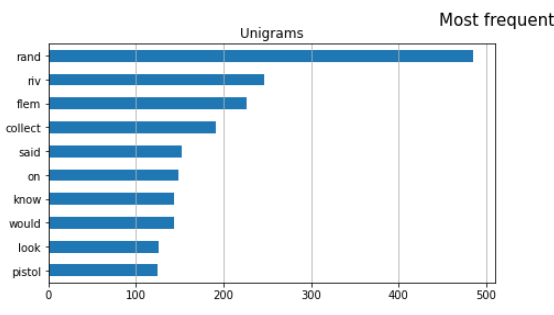 Most frequent
Unigrams
rand
riv
flem
collect
said
on
know
would
look
pistol
0 100 200 300 400 500